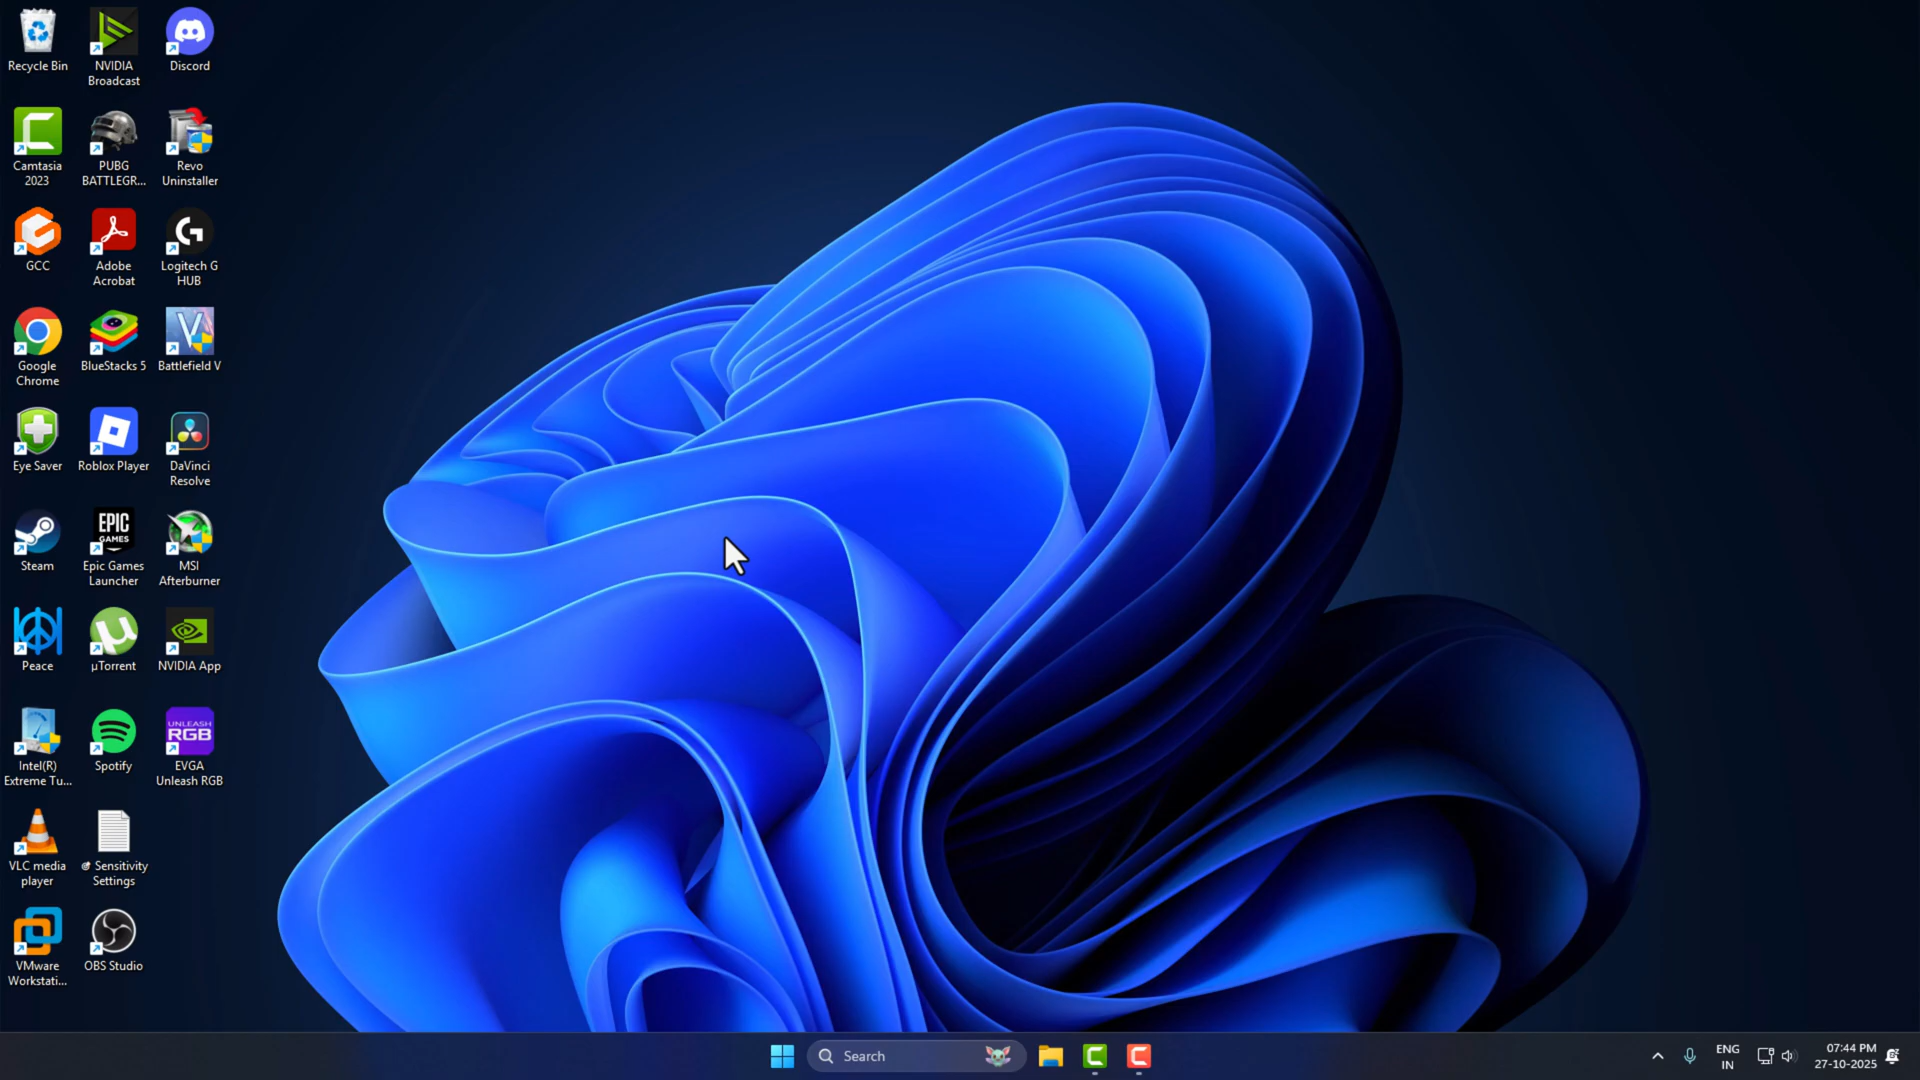 Recycle Bin
NVIDIA
Broadcast
Discord
Camtasia
2023
PUBG
BATTLEGR...
Revo
Uninstaller
GCC
Adobe
Acrobat
Logitech G
HUB
Google
Chrome
BlueStacks 5
Battlefield V
Eye Saver
Roblox Player
DaVinci
Resolve
Steam
EPIC
GAMES
Epic Games
Launcher
MSI
Afterburner
Peace
µTorrent
NVIDIA App
Intel(R)
Extreme Tu...
Spotify
UNLEASH
RGB
EVGA
Unleash RGB
VLC media
player
Sensitivity
Settings
VMware
Workstati...
OBS Studio
Search
ENG
IN
07:44 PM
27-10-2025